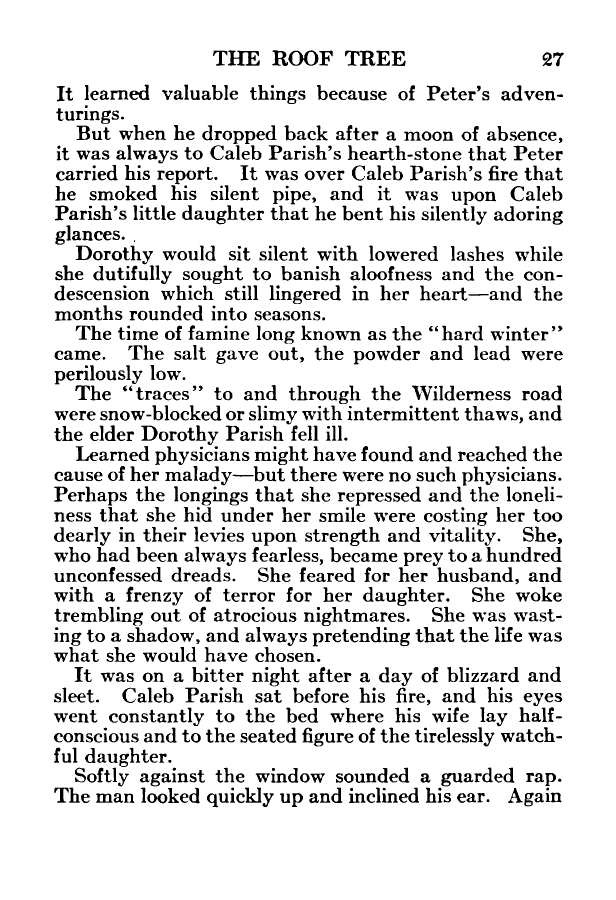 THE ROOF TREE 27
It learned valuable things because of Peter's adven-
turings.
But when he dropped back after a moon of absence,
it was always to Caleb Parish's hearth-stone that Peter
carried his report. It was over Caleb Parish's fire that
he smoked his silent pipe, and it was upon Caleb
Parish's little daughter that he bent his silently adoring
glances.
Dorothy would sit silent with lowered lashes while
she dutifully sought to banish aloofness and the con-
descension which still lingered in her heart—and the
months rounded into seasons.
The time of famine long known as the "hard winter"
came. The salt gave out, the powder and lead were
perilously low.
The "traces" to and through the Wilderness road
were snow-blocked or slimy with intermittent thaws, and
the elder Dorothy Parish fell ill.
Learned physicians might have found and reached the
cause of her malady—but there were no such physicians.
Perhaps the longings that she repressed and the loneli-
ness that she hid under her smile were costing her too
dearly in their levies upon strength and vitality. She,
who had been always fearless, became prey to a hundred
unconfessed dreads. She feared for her husband, and
with a frenzy of terror for her daughter. She woke
trembling out of atrocious nightmares. She was wast-
ing to a shadow, and always pretending that the life was
what she would have chosen.
It was on a bitter night after a day of blizzard and
sleet. Caleb Parish sat before his fire, and his eyes
went constantly to the bed where his wife lay half-
conscious and to the seated figure of the tirelessly watch-
ful daughter.
Softly against the window sounded a guarded rap.
The man looked quickly up and inclined his ear. Again